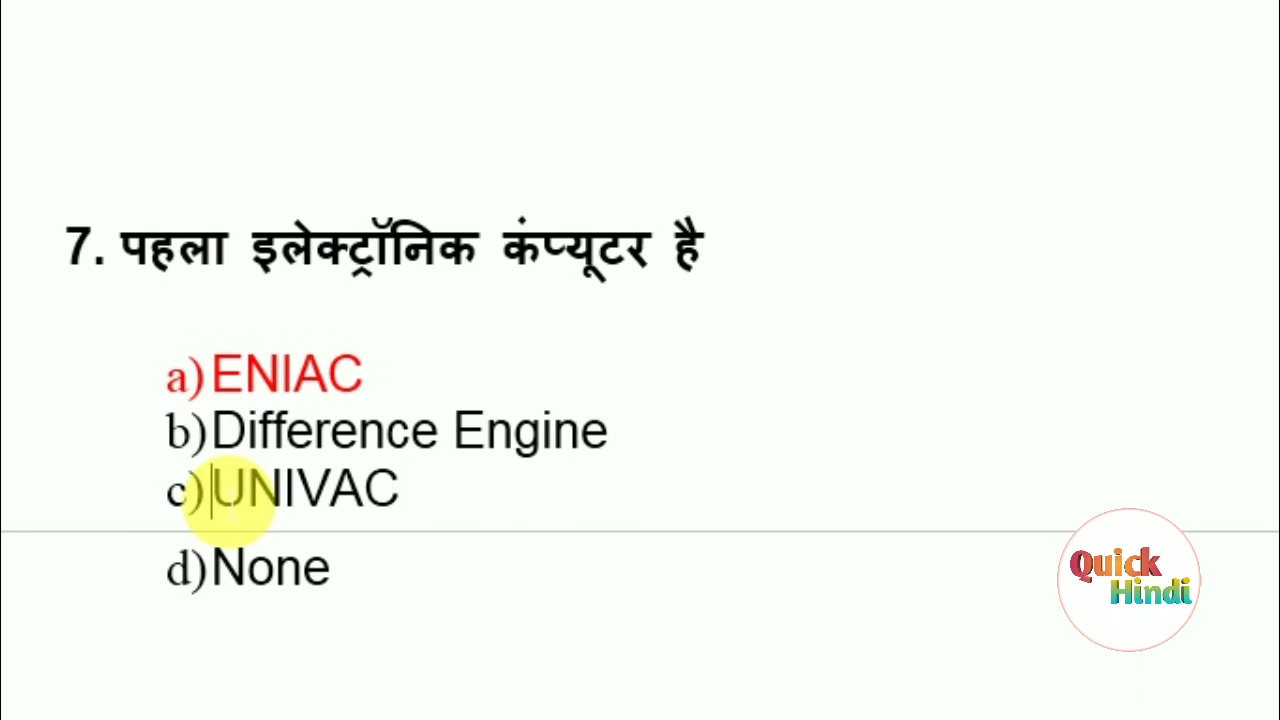 7. पहला इलेक्ट्रॉनिक कंप्यूटर है
a) ENIAC
b) Difference Engine
c) UNIVAC
d) None
Quick
Hindi